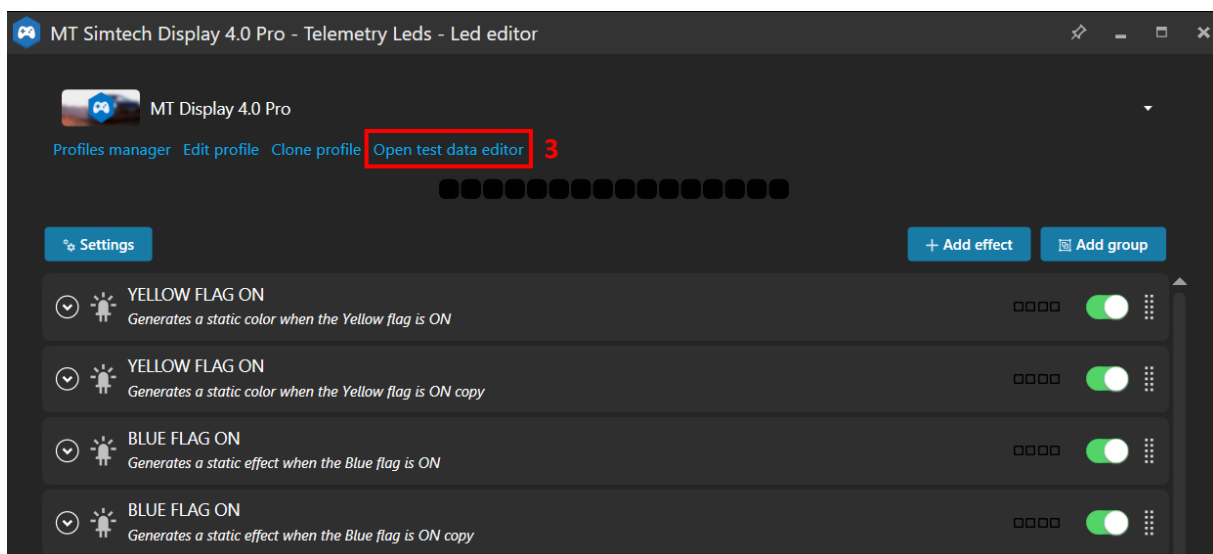 MT Simtech Display 4.0 Pro - Telemetry Leds - Led editor
MT Display 4.0 Pro
Profiles manager Edit profile Clone profile Open test data editor 3
Settings + Add effect Add group
YELLOW FLAG ON
Generates a static color when the Yellow flag is ON
YELLOW FLAG ON
Generates a static color when the Yellow flag is ON copy
BLUE FLAG ON
Generates a static effect when the Blue flag is ON
BLUE FLAG ON
Generates a static effect when the Blue flag is ON copy